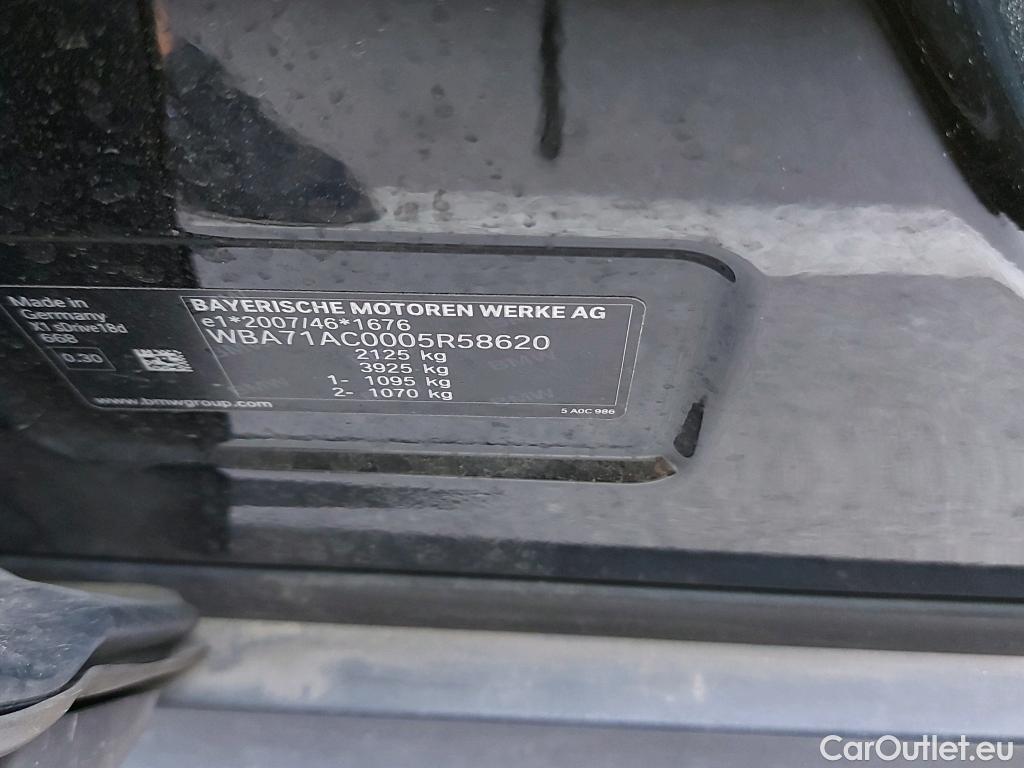 Made in
Germany
X1 sDrive18d
668
0.30
www.bmwgroup.com
BAYERISCHE MOTOREN WERKE AG
e1*2007/46*1676
WBA71AC0005R58620
2125 kg
3925 kg
1- 1095 kg
2- 1070 kg
5 A0C 986
CarOutlet.eu